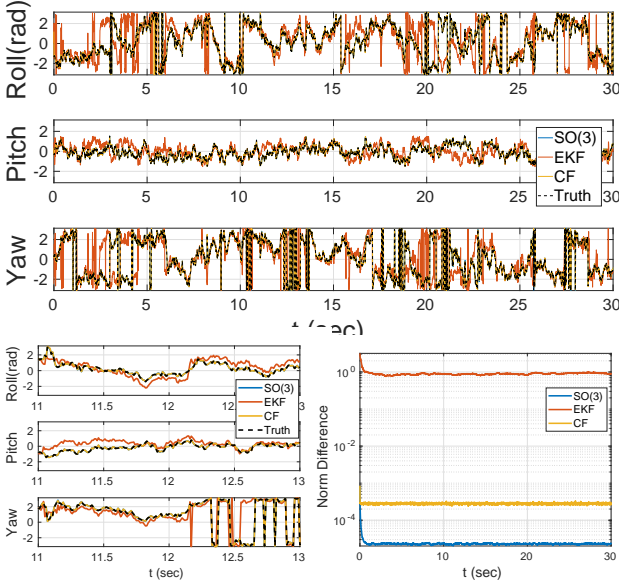 Roll(rad)
2
0
-2
0 5 10 15 20 25 30
Pitch
2
0
-2
0 5 10 15 20 25 30
SO(3)
EKF
CF
Truth
Yaw
2
0
-2
0 5 10 15 20 25 30
t (sec)
Roll(rad)
2
0
-2
11 11.5 12 12.5 13
SO(3)
EKF
CF
Truth
Pitch
2
0
-2
11 11.5 12 12.5 13
Yaw
2
0
-2
11 11.5 12 12.5 13
t (sec)
Norm Difference
10^0
10^-2
10^-4
0 10 20 30
SO(3)
EKF
CF
t (sec)